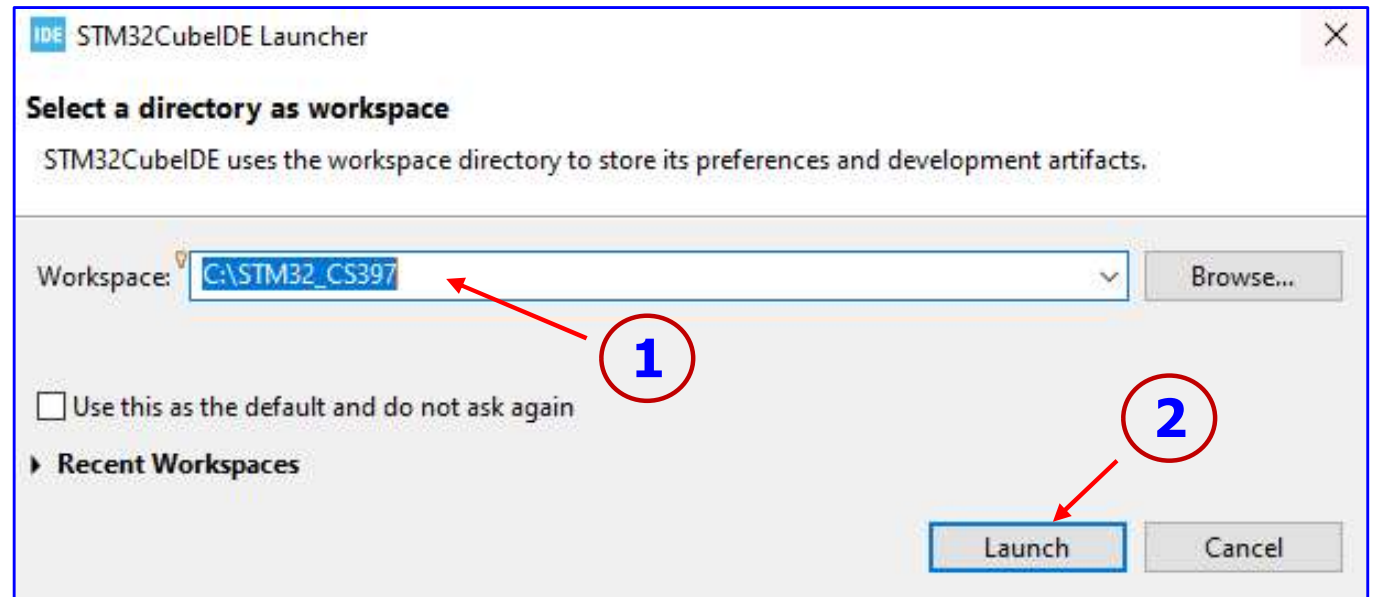 IDE STM32CubeIDE Launcher
Select a directory as workspace
STM32CubeIDE uses the workspace directory to store its preferences and development artifacts.
Workspace: C:\STM32_CS397 Browse...
1
Use this as the default and do not ask again
2
Recent Workspaces
Launch Cancel